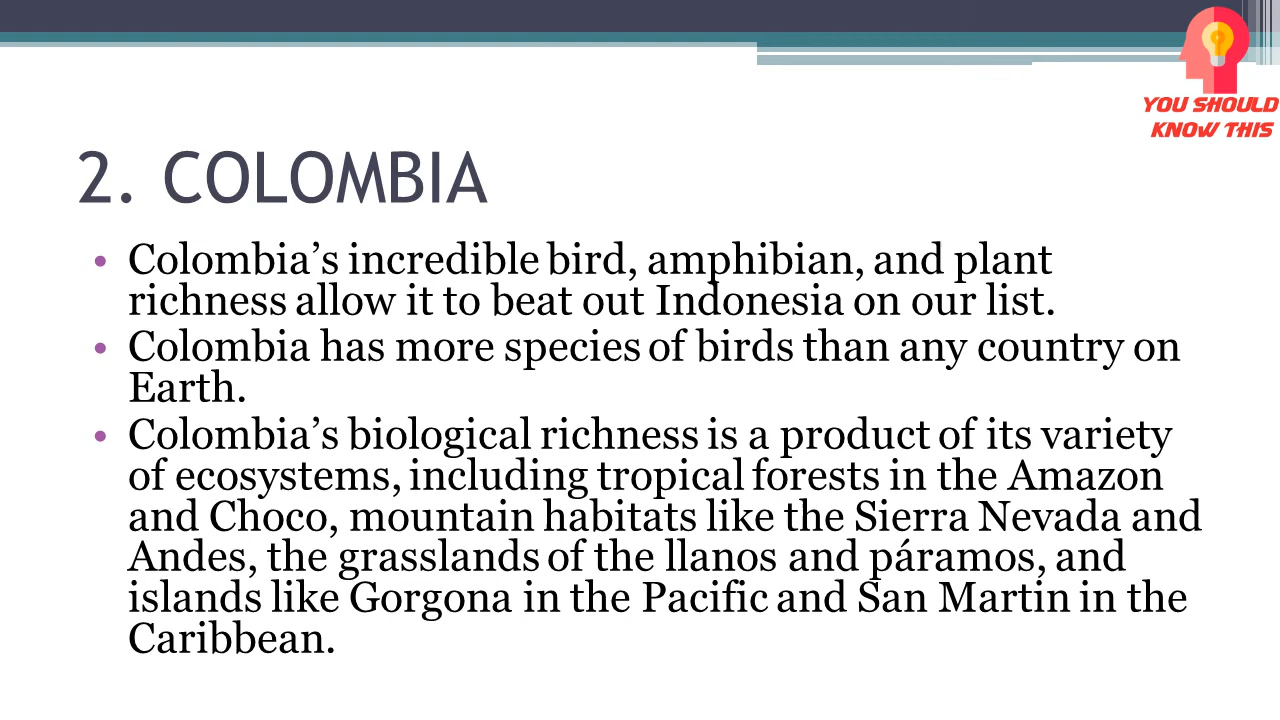 YOU SHOULD
KNOW THIS
2. COLOMBIA
• Colombia’s incredible bird, amphibian, and plant
richness allow it to beat out Indonesia on our list.
• Colombia has more species of birds than any country on
Earth.
• Colombia’s biological richness is a product of its variety
of ecosystems, including tropical forests in the Amazon
and Choco, mountain habitats like the Sierra Nevada and
Andes, the grasslands of the llanos and páramos, and
islands like Gorgona in the Pacific and San Martin in the
Caribbean.